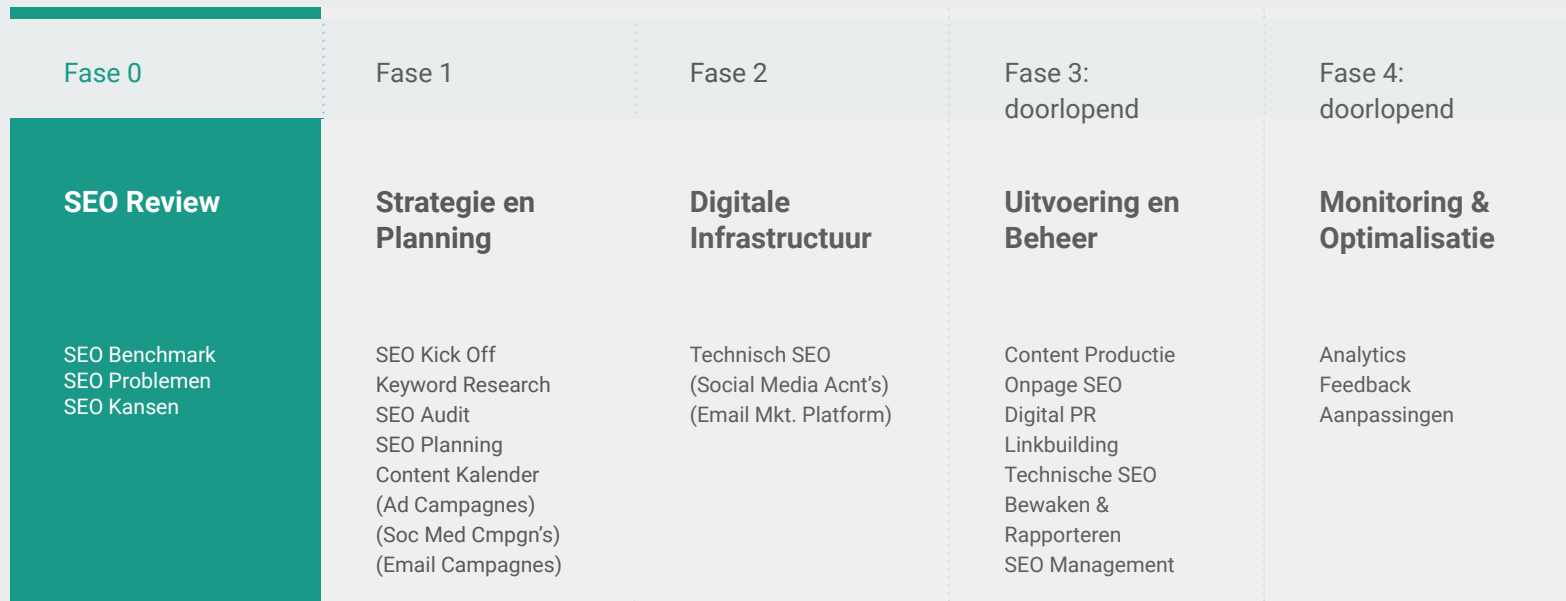 Fase 0
SEO Review
SEO Benchmark
SEO Problemen
SEO Kansen
Fase 1
Strategie en
Planning
SEO Kick Off
Keyword Research
SEO Audit
SEO Planning
Content Kalender
(Ad Campagnes)
(Soc Med Cmpgn’s)
(Email Campagnes)
Fase 2
Digitale
Infrastructuur
Technisch SEO
(Social Media Acnt’s)
(Email Mkt. Platform)
Fase 3:
doorlopend
Uitvoering en
Beheer
Content Productie
Onpage SEO
Digital PR
Linkbuilding
Technische SEO
Bewaken &
Rapporteren
SEO Management
Fase 4:
doorlopend
Monitoring &
Optimalisatie
Analytics
Feedback
Aanpassingen